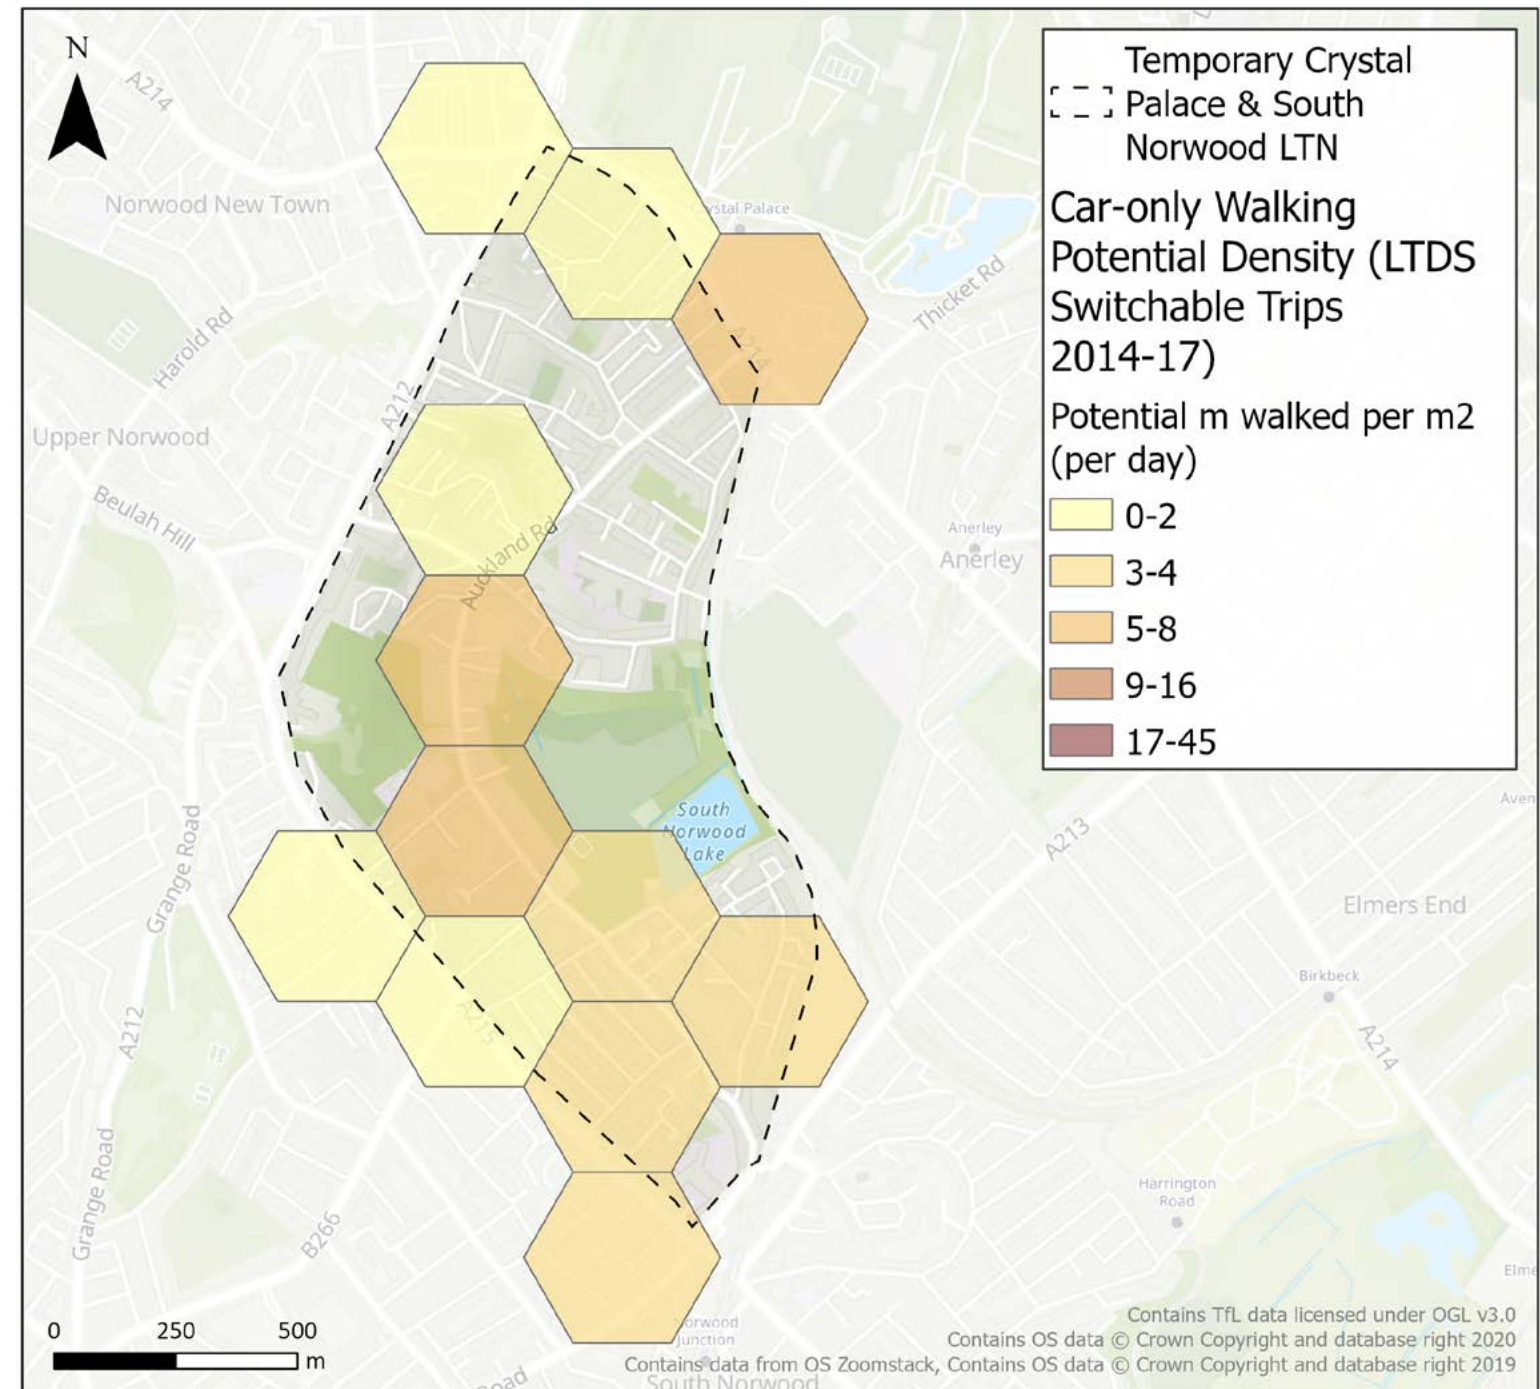 N
A214
Norwood New Town
Harold Rd
A212
Upper Norwood
Beulah Hill
Auckland Rd
Thicket Rd
A214
Anerley
Anerley
South
Norwood
Lake
A213
Grange Road
A212
Grange Road
A215
B266
Elmers End
Birkbeck
A214
Harrington
Road
Junction
South Norwood
Road
Temporary Crystal
Palace & South
Norwood LTN
Car-only Walking
Potential Density (LTDS
Switchable Trips
2014-17)
Potential m walked per m2
(per day)
0-2
3-4
5-8
9-16
17-45
0 250 500
m
Contains TfL data licensed under OGL v3.0
Contains OS data © Crown Copyright and database right 2020
Contains data from OS Zoomstack, Contains OS data © Crown Copyright and database right 2019